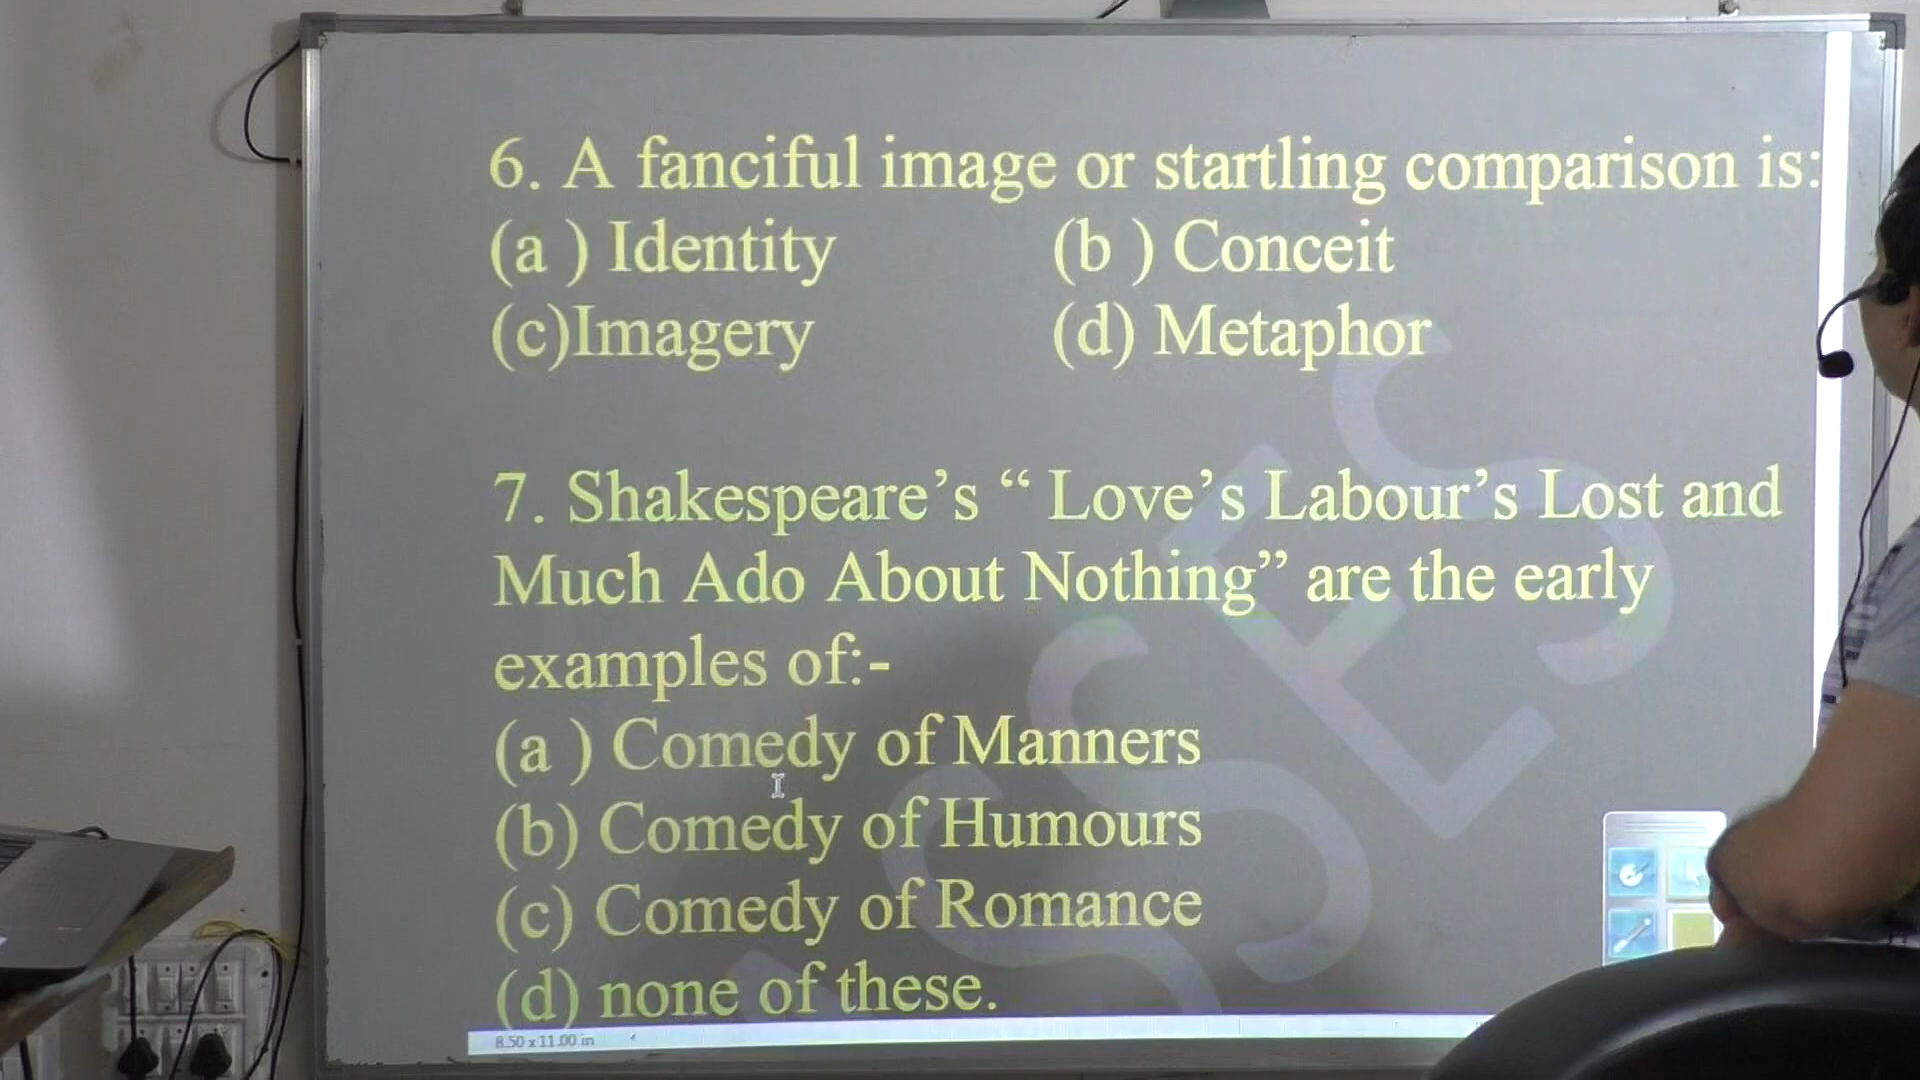 6. A fanciful image or startling comparison is:
(a ) Identity (b ) Conceit
(c)Imagery (d) Metaphor
7. Shakespeare's “ Love's Labour's Lost and
Much Ado About Nothing” are the early
examples of:-
(a ) Comedy of Manners
(b) Comedy of Humours
(c) Comedy of Romance
(d) none of these.
8.50 x 11.00 in